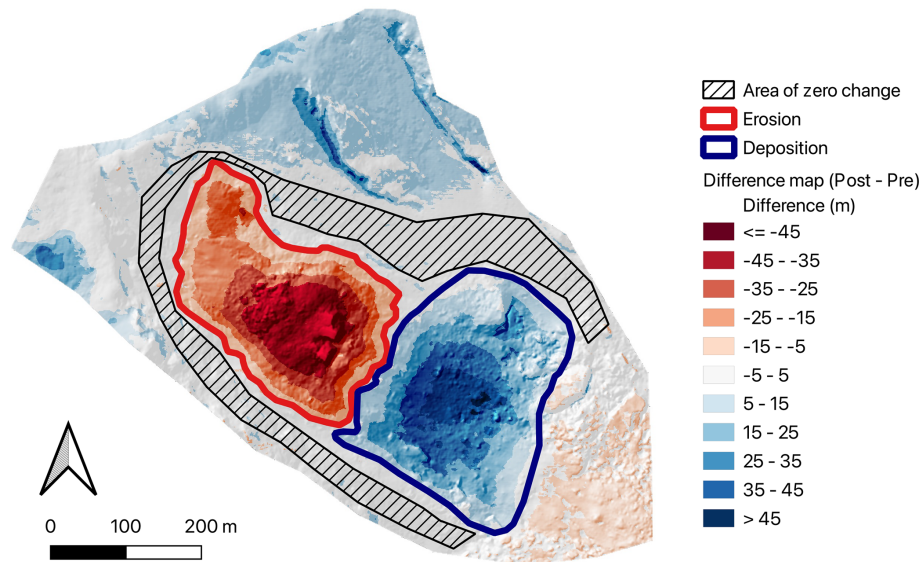 Area of zero change
Erosion
Deposition
Difference map (Post - Pre)
Difference (m)
<= -45
-45 - -35
-35 - -25
-25 - -15
-15 - -5
-5 - 5
5 - 15
15 - 25
25 - 35
35 - 45
> 45
0 100 200 m